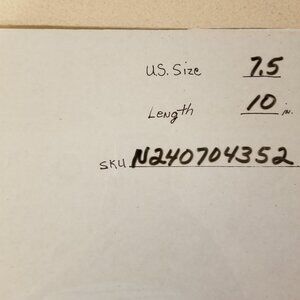 U.S. Size 7.5
Length 10 in.
SKU N240704352